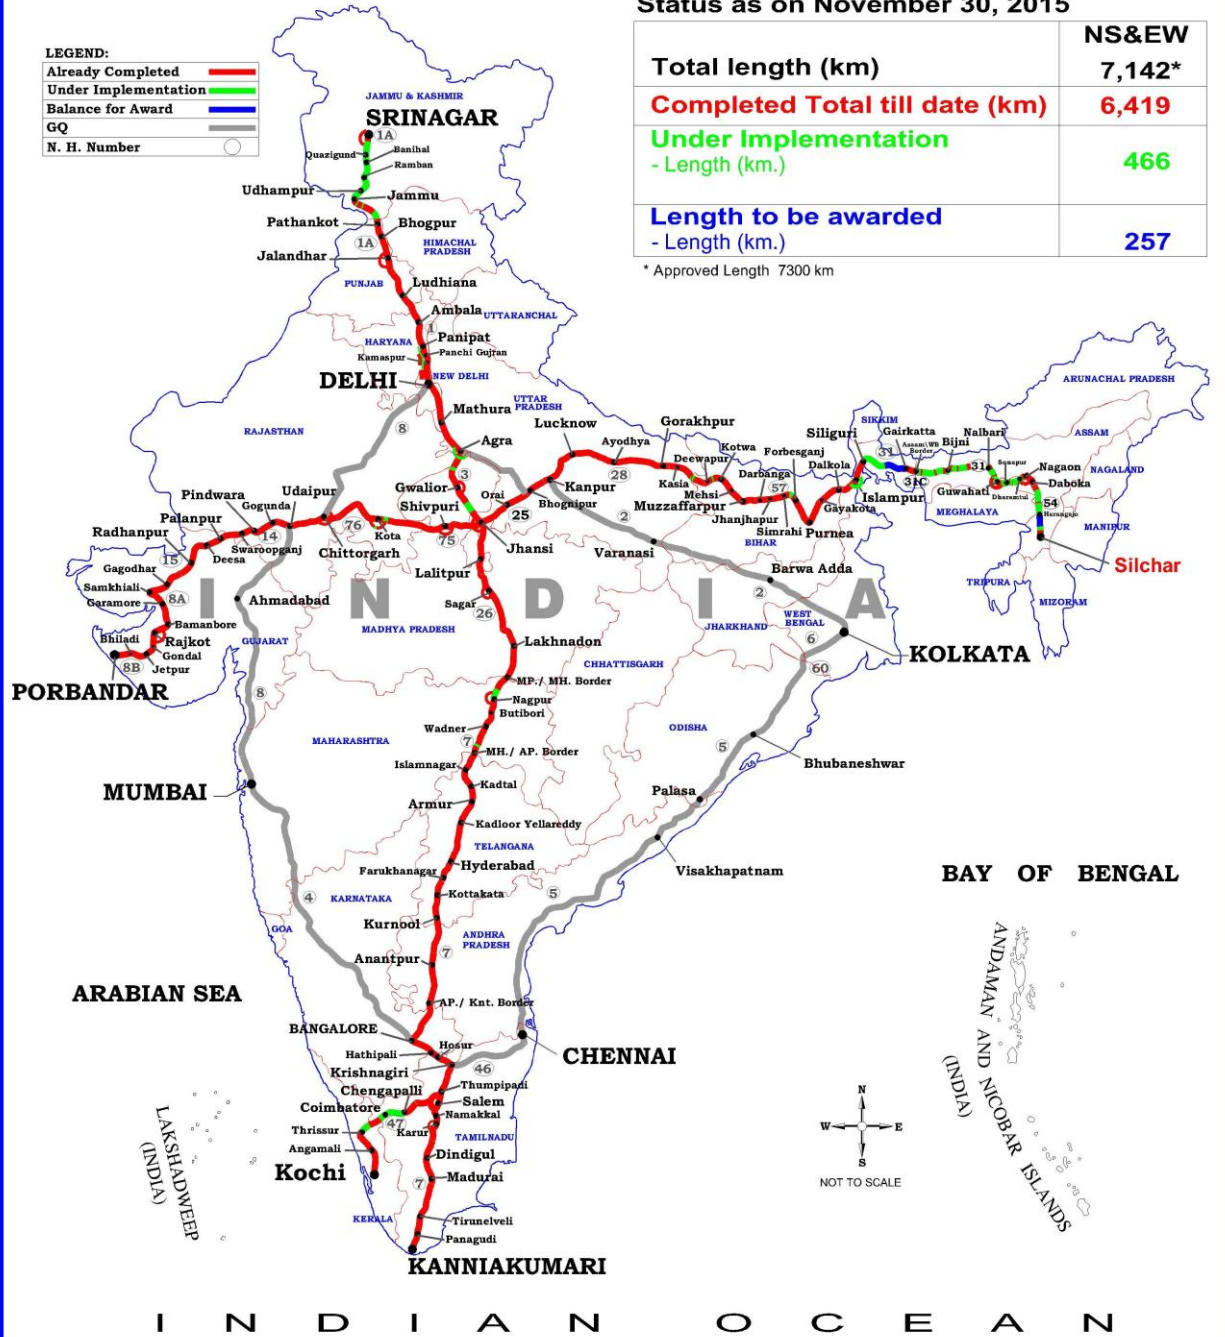 Status as on November 30, 2015
NS&EW
Total length (km) 7,142*
Completed Total till date (km) 6,419
Under Implementation
- Length (km.) 466
Length to be awarded
- Length (km.) 257
* Approved Length 7300 km
LEGEND:
Already Completed
Under Implementation
Balance for Award
GQ
N. H. Number
JAMMU & KASHMIR
SRINAGAR
1A
Quazigund
Banihal
Ramban
Udhampur
Jammu
Pathankot
Bhogpur
1A
HIMACHAL
PRADESH
Jalandhar
PUNJAB
Ludhiana
Ambala
UTTARANCHAL
1
HARYANA
Panipat
Panchi Gujran
Kamaspur
DELHI
NEW DELHI
ARUNACHAL PRADESH
Mathura
UTTAR
PRADESH
8
RAJASTHAN
Agra
Lucknow
Gorakhpur
Ayodhya
28
Deewapur
Kotwa
Kasia
Mehsi
Darbanga
Forbesganj
57
Muzzaffarpur
Jhanjhapur
Simrahi
Purnea
BIHAR
Dalkola
Gayakota
Siliguri
Islampur
SIKKIM
31
Gairkatta
Assam\WB
Border
Bijni
Nalbari
31C
31
Guwahati
Sonapur
Dharamtul
Nagaon
Daboka
ASSAM
NAGALAND
54
Harangajo
MEGHALAYA
MANIPUR
Silchar
TRIPURA
MIZORAM
Gwalior
3
Shivpuri
Orai
25
Kanpur
Bhognipur
2
Varanasi
Jhansi
75
Kota
76
Chittorgarh
Udaipur
Gogunda
Pindwara
Palanpur
14
Swaroopganj
Radhanpur
15
Deesa
Gagodhar
Samkhiali
8A
Garamore
Bamanbore
Bhiladi
Rajkot
Gondal
8B
Jetpur
PORBANDAR
Ahmadabad
GUJARAT
8
I N D I A
Lalitpur
Sagar
26
MADHYA PRADESH
Barwa Adda
2
JHARKHAND
WEST
BENGAL
6
KOLKATA
60
Lakhnadon
CHHATTISGARH
MP./ MH. Border
Nagpur
Butibori
Wadner
7
MH./ AP. Border
MAHARASHTRA
ODISHA
5
Bhubaneshwar
Islamnagar
Kadtal
MUMBAI
Armur
Palasa
Kadloor Yellareddy
TELANGANA
Hyderabad
Visakhapatnam
Farukhanagar
4
KARNATAKA
Kottakata
5
GOA
Kurnool
ANDHRA
PRADESH
7
Anantpur
BAY OF BENGAL
ARABIAN SEA
AP./ Knt. Border
BANGALORE
Hosur
CHENNAI
Hathipali
Krishnagiri
46
Chengapalli
Thumpipadi
Coimbatore
Salem
47
Namakkal
Thrissur
Karur
TAMILNADU
Angamali
Dindigul
Kochi
Madurai
7
KERALA
Tirunelveli
Panagudi
KANNIAKUMARI
LAKSHADWEEP
(INDIA)
ANDAMAN AND NICOBAR ISLANDS
(INDIA)
N
W E
S
NOT TO SCALE
I N D I A N O C E A N